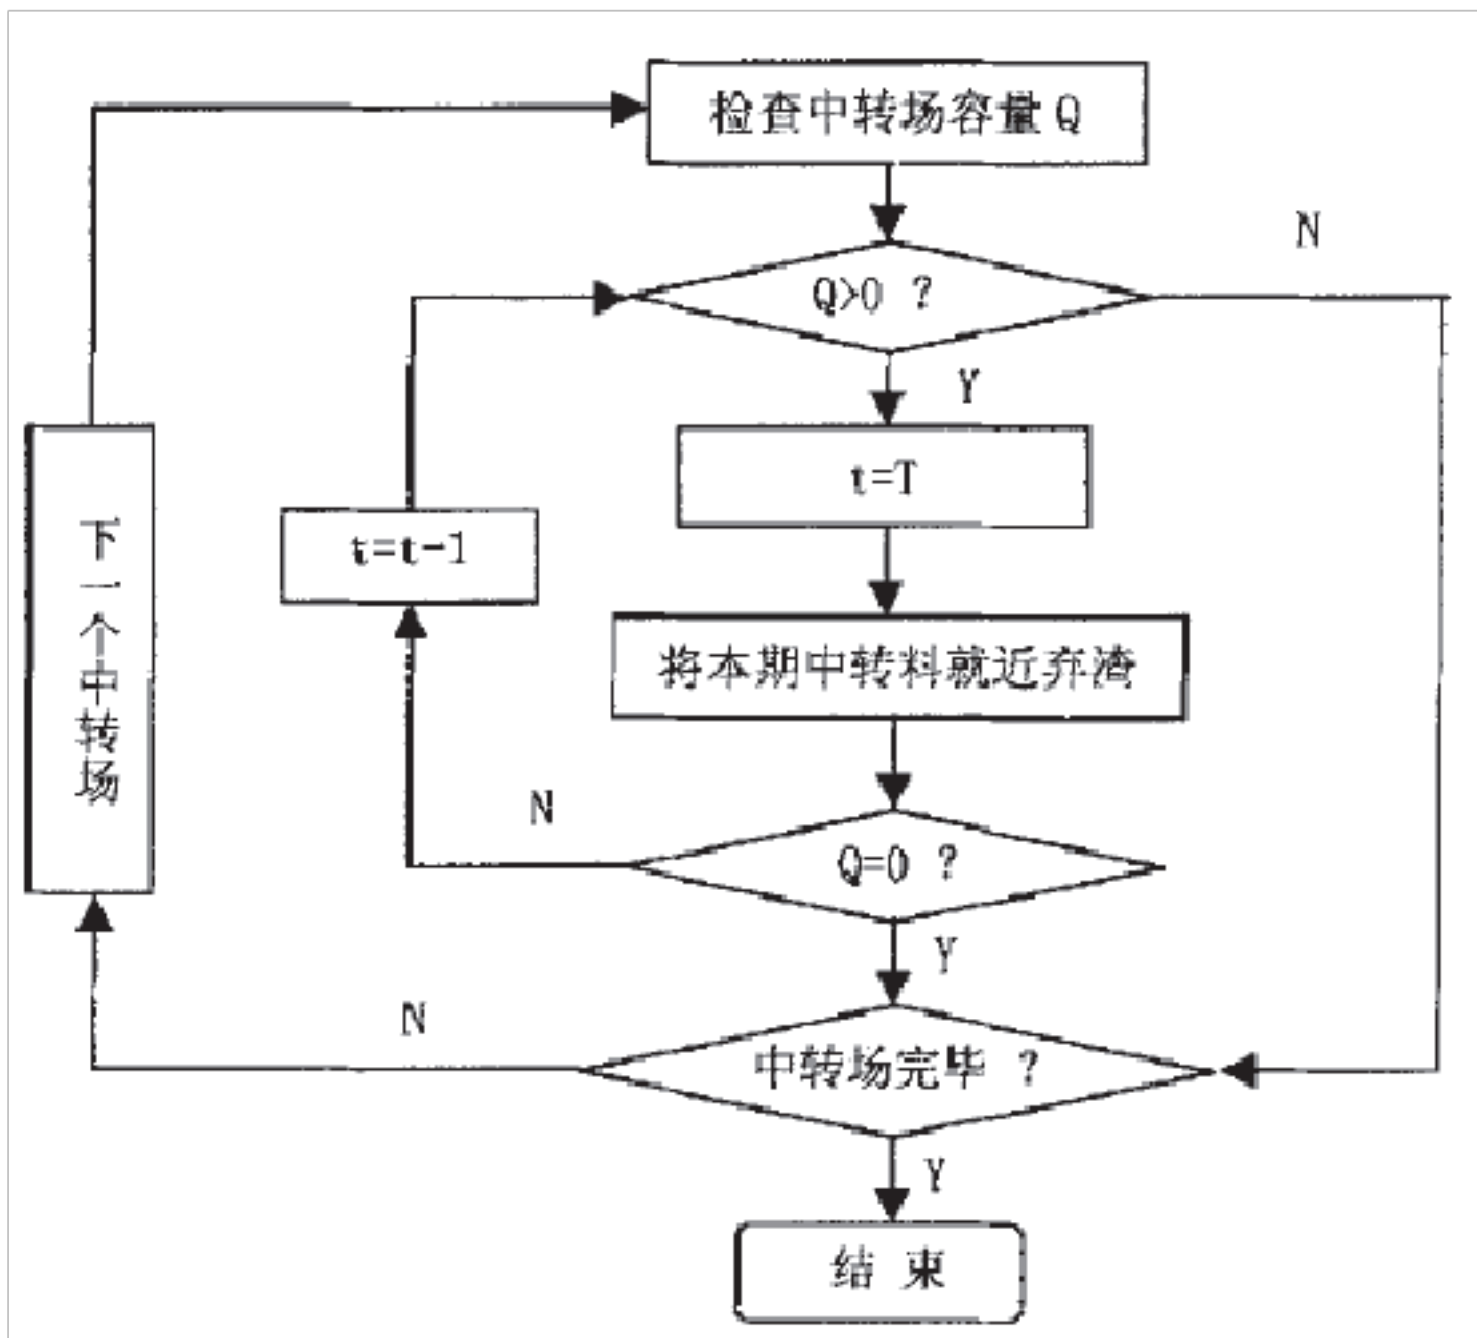 检查中转场容量 Q
N
Q>0 ?
Y
t=T
t=t-1
下一个中转场
将本期中转料就近弃渣
N
Q=0 ?
Y
N
中转场完毕 ?
Y
结 束